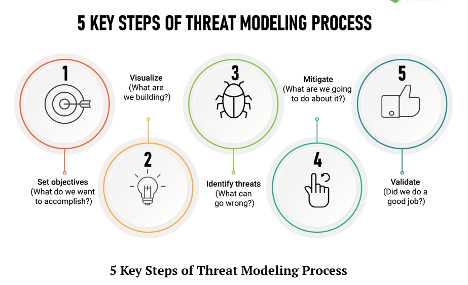 5 KEY STEPS OF THREAT MODELING PROCESS
1
Set objectives
(What do we want
to accomplish?)
Visualize
(What are
we building?)
2
3
Identify threats
(What can
go wrong?)
Mitigate
(What are we going
to do about it?)
4
5
Validate
(Did we do a
good job?)
5 Key Steps of Threat Modeling Process